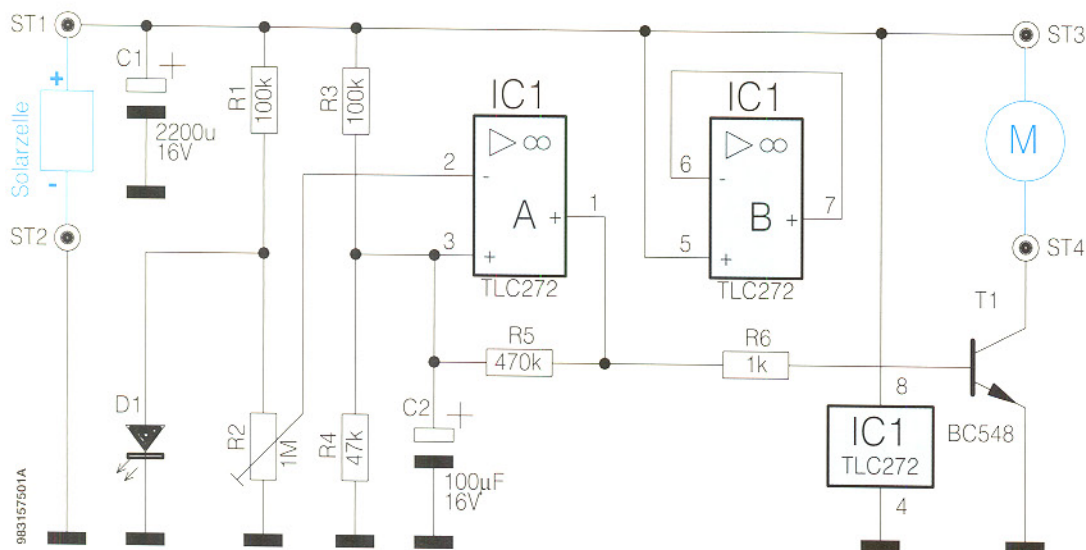 ST1
ST3
C1
+
2200u
16V
Solarzelle
+
-
ST2
R1
100k
R3
100k
IC1
▷ ∞
2
-
A
+
1
3
+
TLC272
IC1
▷ ∞
6
-
B
+
7
5
+
TLC272
M
ST4
T1
R5
470k
R6
1k
8
D1
R2
1M
R4
47k
C2
+
100µF
16V
IC1
TLC272
4
BC548
983157501A